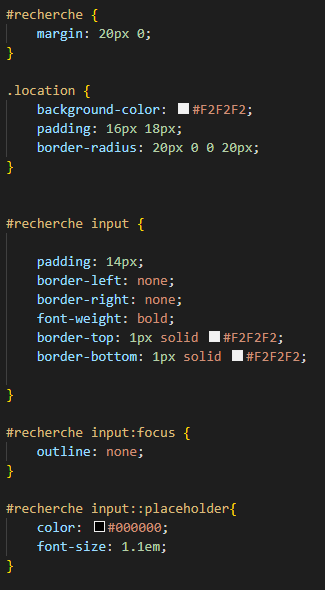 #recherche {
    margin: 20px 0;
}
.location {
    background-color: #F2F2F2;
    padding: 16px 18px;
    border-radius: 20px 0 0 20px;
}
#recherche input {
    padding: 14px;
    border-left: none;
    border-right: none;
    font-weight: bold;
    border-top: 1px solid #F2F2F2;
    border-bottom: 1px solid #F2F2F2;
}
#recherche input:focus {
    outline: none;
}
#recherche input::placeholder{
    color: #000000;
    font-size: 1.1em;
}